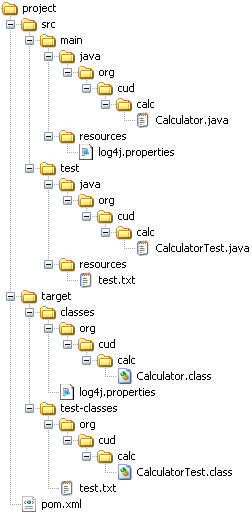 project
src
main
java
org
cud
calc
Calculator.java
resources
log4j.properties
test
java
org
cud
calc
CalculatorTest.java
resources
test.txt
target
classes
org
cud
calc
Calculator.class
log4j.properties
test-classes
org
cud
calc
CalculatorTest.class
test.txt
pom.xml